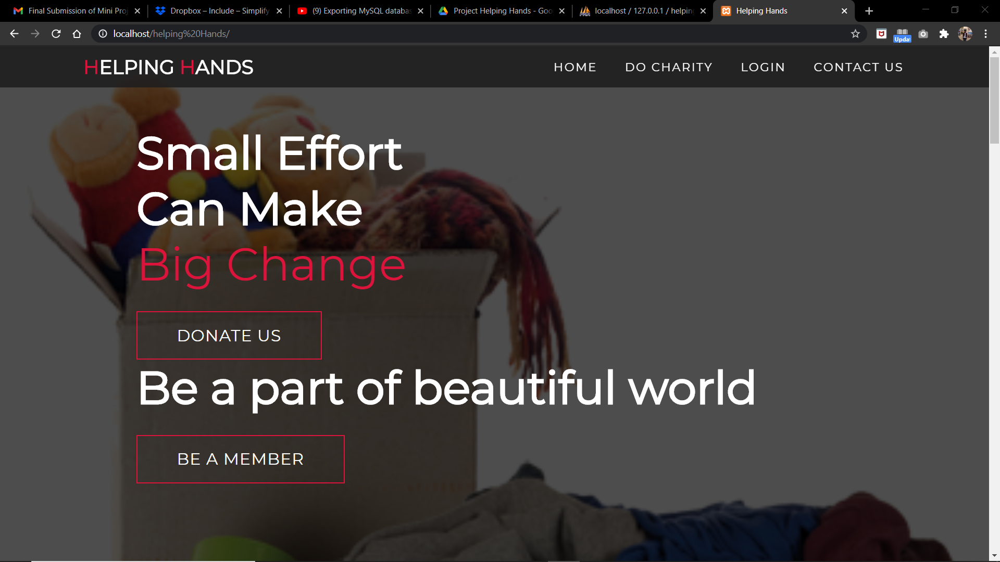 Final Submission of Mini Proj
Dropbox – Include – Simplify
(9) Exporting MySQL databas
Project Helping Hands - Goo
localhost / 127.0.0.1 / helping
Helping Hands
localhost/helping%20Hands/
Updat
HELPING HANDS
HOME
DO CHARITY
LOGIN
CONTACT US
Small Effort
Can Make
Big Change
DONATE US
Be a part of beautiful world
BE A MEMBER